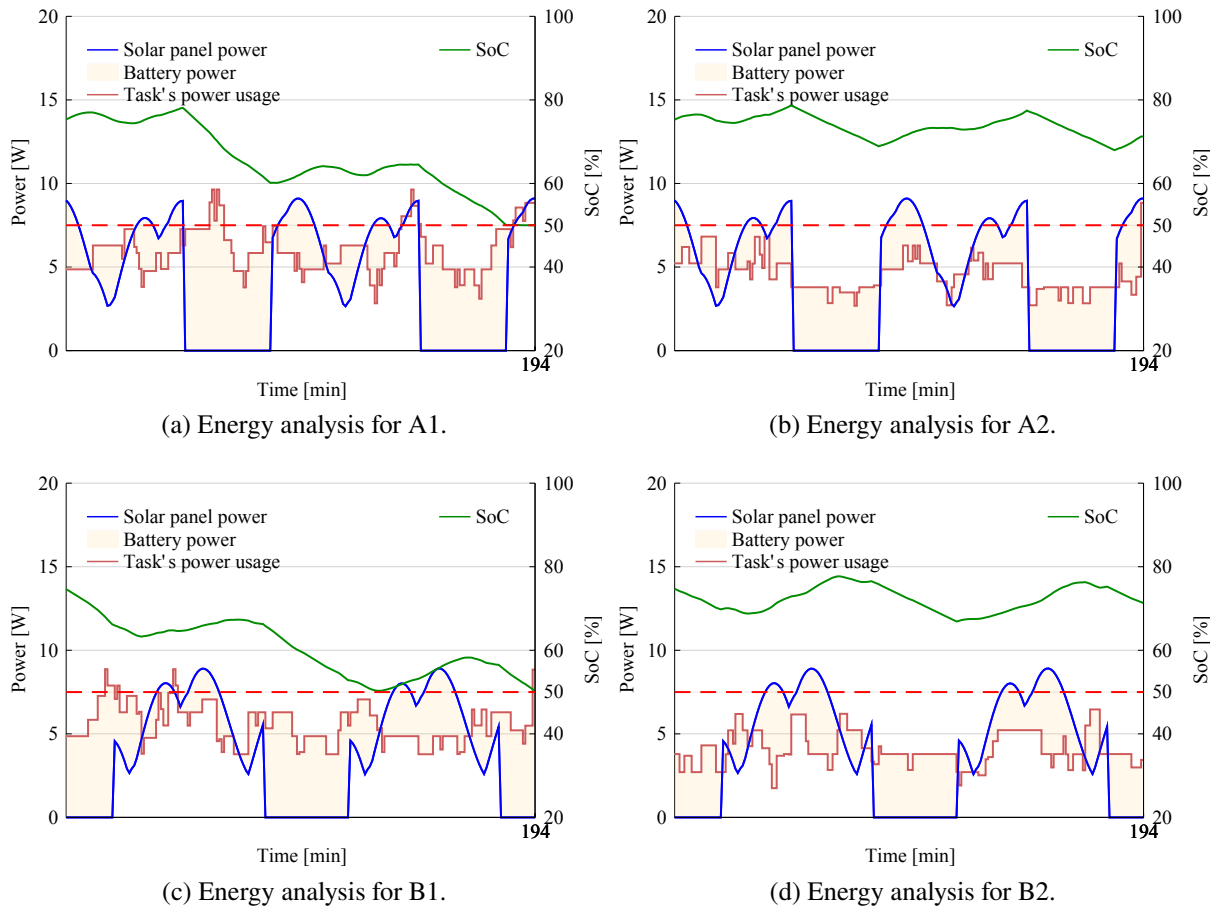 20
15
10
5
0
Power [W]
100
80
60
50
40
20
SoC [%]
Solar panel power
Battery power
Task's power usage
SoC
194
Time [min]
(a) Energy analysis for A1.
20
15
10
5
0
Power [W]
100
80
60
50
40
20
SoC [%]
Solar panel power
Battery power
Task's power usage
SoC
194
Time [min]
(b) Energy analysis for A2.
20
15
10
5
0
Power [W]
100
80
60
50
40
20
SoC [%]
Solar panel power
Battery power
Task's power usage
SoC
194
Time [min]
(c) Energy analysis for B1.
20
15
10
5
0
Power [W]
100
80
60
50
40
20
SoC [%]
Solar panel power
Battery power
Task's power usage
SoC
194
Time [min]
(d) Energy analysis for B2.